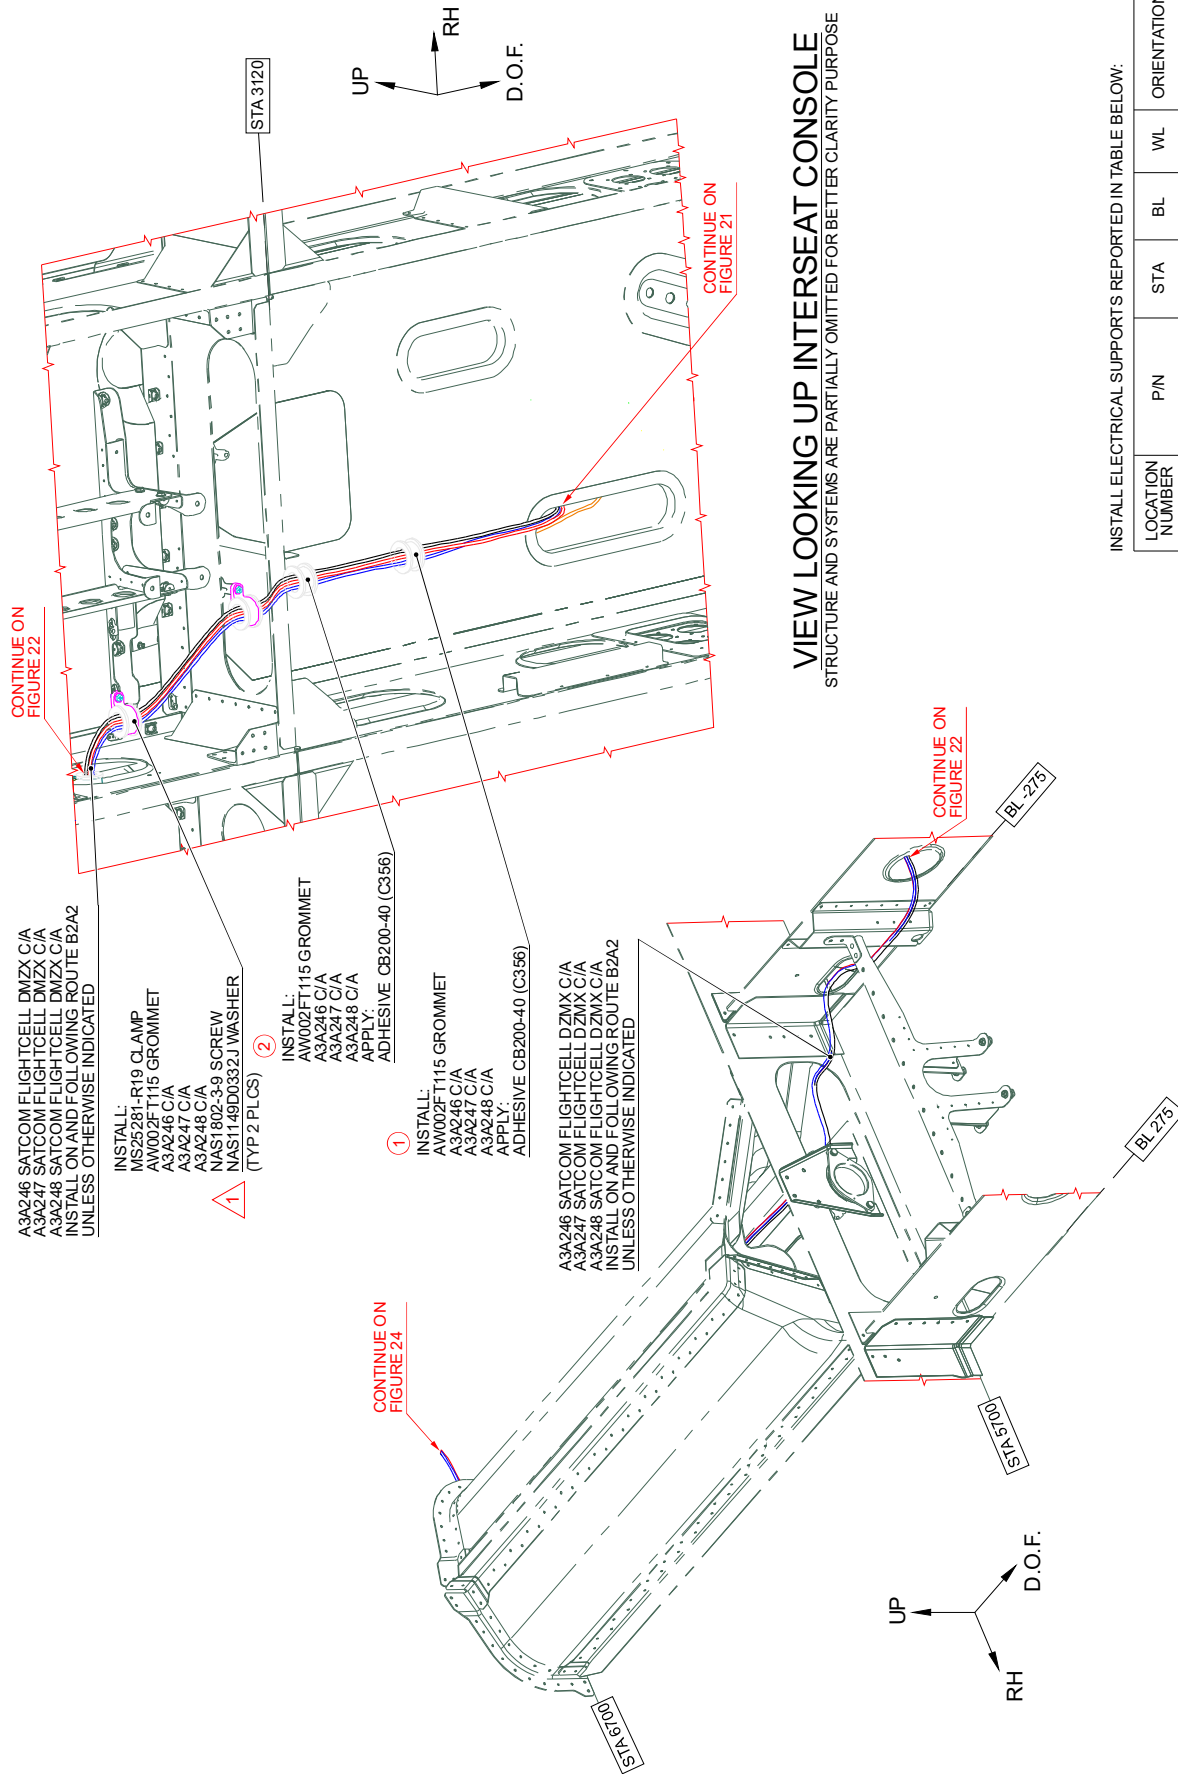 A3A246 SATCOM FLIGHTCELL DMZX C/A
A3A247 SATCOM FLIGHTCELL DMZX C/A
A3A248 SATCOM FLIGHTCELL DMZX C/A
INSTALL ON AND FOLLOWING ROUTE B2A2
UNLESS OTHERWISE INDICATED
CONTINUE ON
FIGURE 22
INSTALL:
MS25281-R19 CLAMP
AW002FT115 GROMMET
A3A246 C/A
A3A247 C/A
A3A248 C/A
NAS1802-3-9 SCREW
NAS1149D0332J WASHER
(TYP 2 PLCS)
1
2
INSTALL:
AW002FT115 GROMMET
A3A246 C/A
A3A247 C/A
A3A248 C/A
APPLY:
ADHESIVE CB200-40 (C356)
1
INSTALL:
AW002FT115 GROMMET
A3A246 C/A
A3A247 C/A
A3A248 C/A
APPLY:
ADHESIVE CB200-40 (C356)
STA 3120
UP
RH
D.O.F.
CONTINUE ON
FIGURE 21
VIEW LOOKING UP INTERSEAT CONSOLE
STRUCTURE AND SYSTEMS ARE PARTIALLY OMITTED FOR BETTER CLARITY PURPOSE
CONTINUE ON
FIGURE 24
A3A246 SATCOM FLIGHTCELL DZMX C/A
A3A247 SATCOM FLIGHTCELL DZMX C/A
A3A248 SATCOM FLIGHTCELL DZMX C/A
INSTALL ON AND FOLLOWING ROUTE B2A2
UNLESS OTHERWISE INDICATED
CONTINUE ON
FIGURE 22
BL -275
BL 275
STA 5700
STA 6700
UP
RH
D.O.F.
INSTALL ELECTRICAL SUPPORTS REPORTED IN TABLE BELOW:
LOCATION NUMBER P/N STA BL WL ORIENTATION